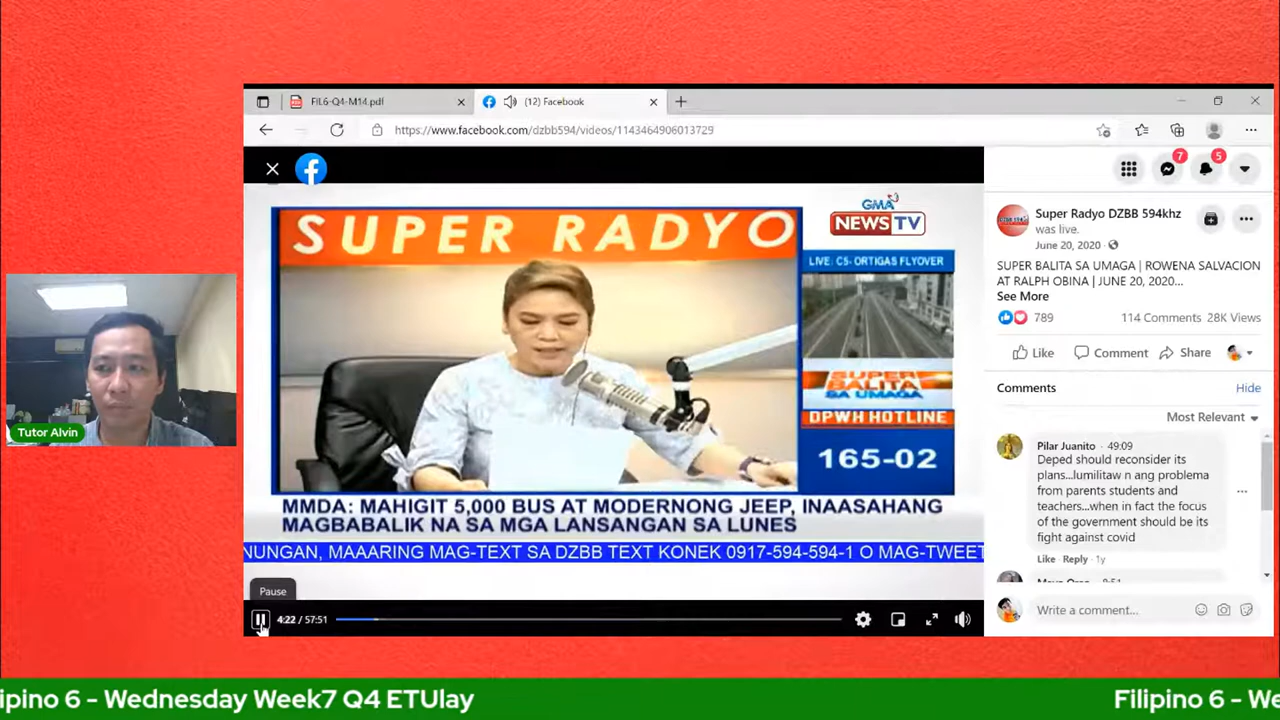 FIL6-Q4-M14.pdf
(12) Facebook
https://www.facebook.com/dzbb594/videos/1143464906013729
7
5
SUPER RADYO
GMA
NEWS TV
LIVE: C5- ORTIGAS FLYOVER
SUPER
BALITA
SA UMAGA
DPWH HOTLINE
165-02
MMDA: MAHIGIT 5,000 BUS AT MODERNONG JEEP, INAASAHANG
MAGBABALIK NA SA MGA LANSANGAN SA LUNES
NUNGAN, MAAARING MAG-TEXT SA DZBB TEXT KONEK 0917-594-594-1 O MAG-TWEET
Pause
4:22 / 57:51
Super Radyo DZBB 594khz
was live.
June 20, 2020
SUPER BALITA SA UMAGA | ROWENA SALVACION
AT RALPH OBINA | JUNE 20, 2020...
See More
789
114 Comments 28K Views
Like
Comment
Share
Comments
Hide
Most Relevant
Pilar Juanito · 49:09
Deped should reconsider its
plans...lumilitaw n ang problema
from parents students and
teachers...when in fact the focus
of the government should be its
fight against covid
Like · Reply · 1y
Write a comment...
Tutor Alvin
ipino 6 - Wednesday Week7 Q4 ETUlay
Filipino 6 - We